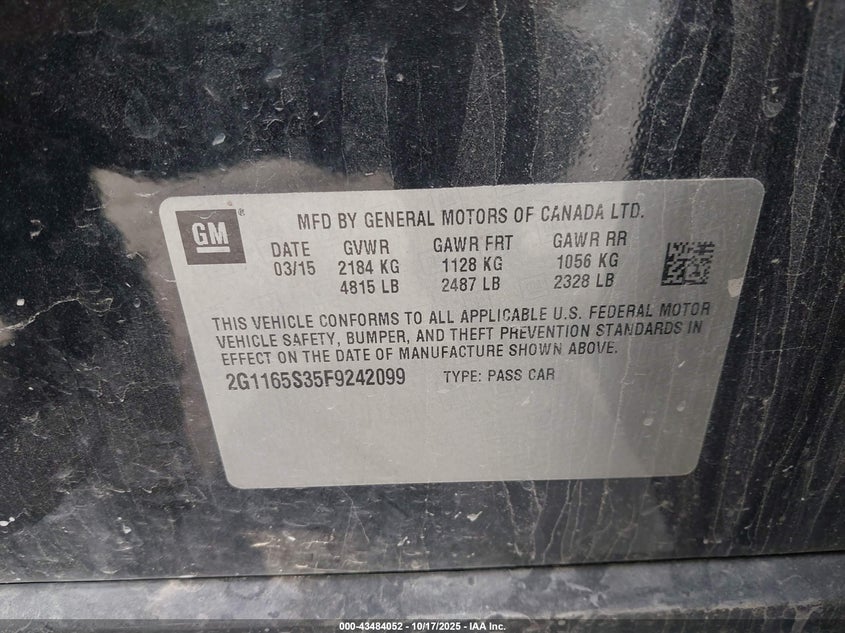 GM ®
MFD BY GENERAL MOTORS OF CANADA LTD.
DATE GVWR GAWR FRT GAWR RR
03/15 2184 KG 1128 KG 1056 KG
4815 LB 2487 LB 2328 LB
THIS VEHICLE CONFORMS TO ALL APPLICABLE U.S. FEDERAL MOTOR
VEHICLE SAFETY, BUMPER, AND THEFT PREVENTION STANDARDS IN
EFFECT ON THE DATE OF MANUFACTURE SHOWN ABOVE.
2G1165S35F9242099 TYPE: PASS CAR
000-43484052 - 10/17/2025 - IAA Inc.